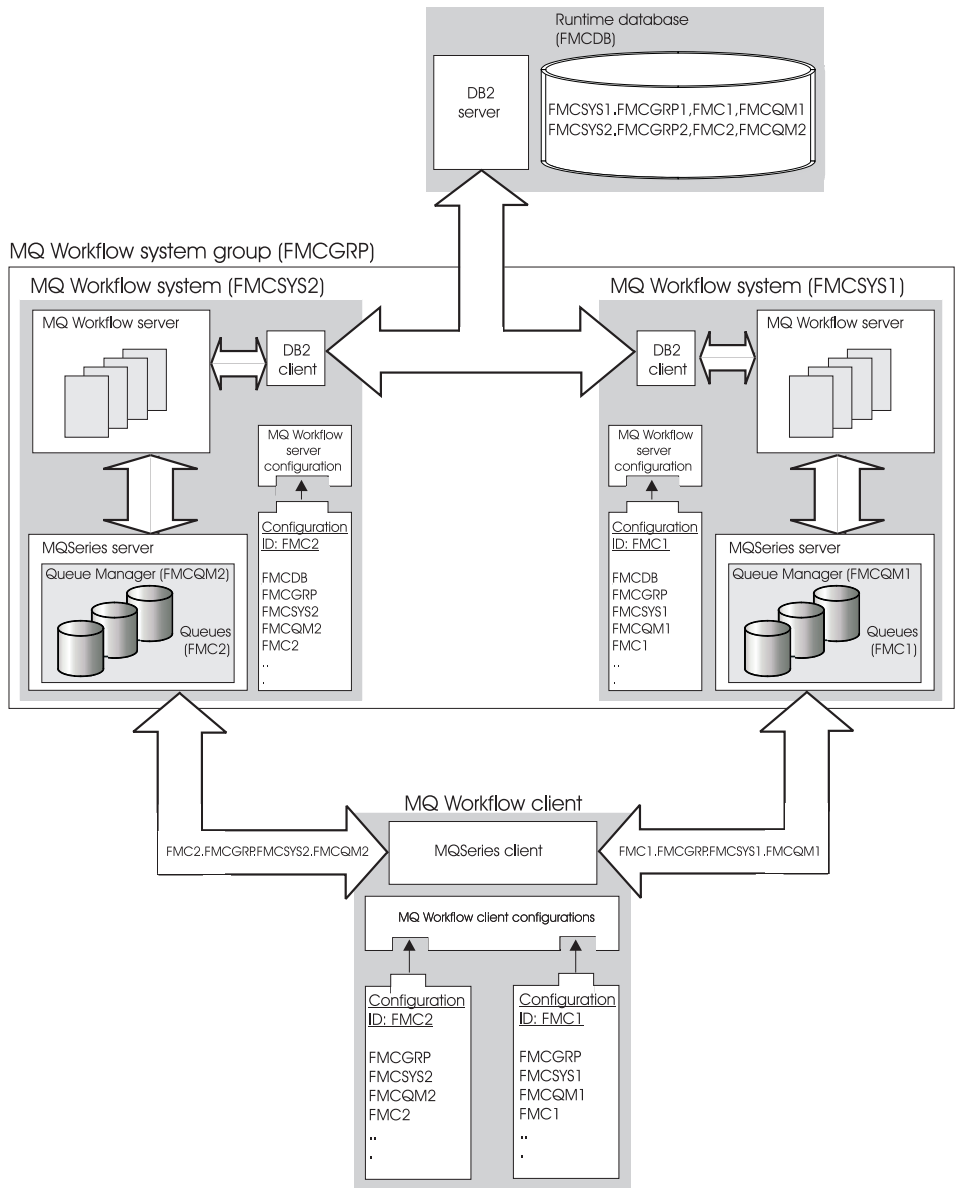 Runtime database
(FMCDB)
DB2
server
FMCSYS1.FMCGRP1,FMC1,FMCQM1
FMCSYS2.FMCGRP2,FMC2,FMCQM2
MQ Workflow system group (FMCGRP)
MQ Workflow system (FMCSYS2)
MQ Workflow server
DB2
client
MQ Workflow
server
configuration
Configuration
ID: FMC2
FMCDB
FMCGRP
FMCSYS2
FMCQM2
FMC2
..
.
MQSeries server
Queue Manager (FMCQM2)
Queues
(FMC2)
MQ Workflow system (FMCSYS1)
MQ Workflow server
DB2
client
MQ Workflow
server
configuration
Configuration
ID: FMC1
FMCDB
FMCGRP
FMCSYS1
FMCQM1
FMC1
..
.
MQSeries server
Queue Manager (FMCQM1
Queues
(FMC1)
MQ Workflow client
FMC2.FMCGRP.FMCSYS2.FMCQM2
MQSeries client
FMC1.FMCGRP.FMCSYS1.FMCQM1
MQ Workflow client configurations
Configuration
ID: FMC2
FMCGRP
FMCSYS2
FMCQM2
FMC2
..
.
Configuration
ID: FMC1
FMCGRP
FMCSYS1
FMCQM1
FMC1
..
.